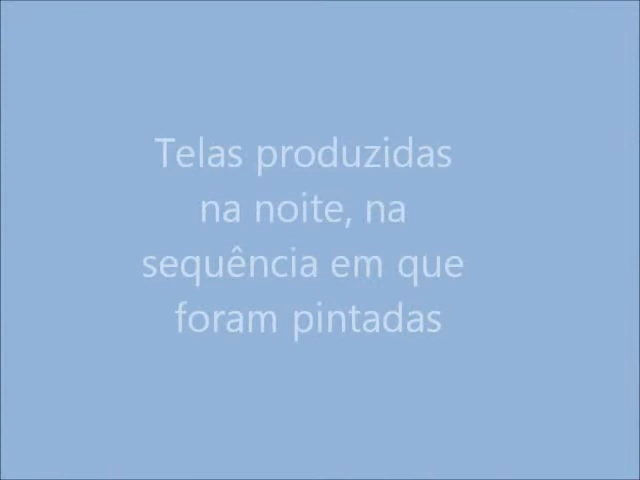 Telas produzidas
na noite, na
sequência em que
foram pintadas